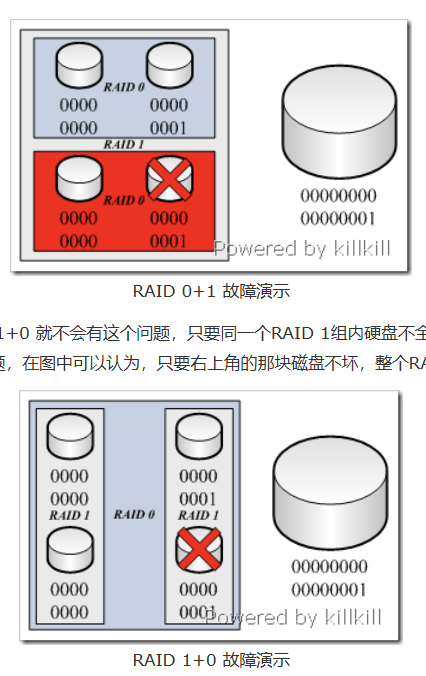 RAID 0
0000 0000
0000 0001
RAID 1
RAID 0
0000 0000
0000 0001
00000000
00000001
Powered by killkill
RAID 0+1 故障演示
1+0 就不会有这个问题，只要同一个RAID 1组内硬盘不全
题，在图中可以认为，只要右上角的那块磁盘不坏，整个RA
0000 0000
0000 0001
RAID 1 RAID 0 RAID 1
0000 0000
0000 0001
00000000
00000001
Powered by killkill
RAID 1+0 故障演示